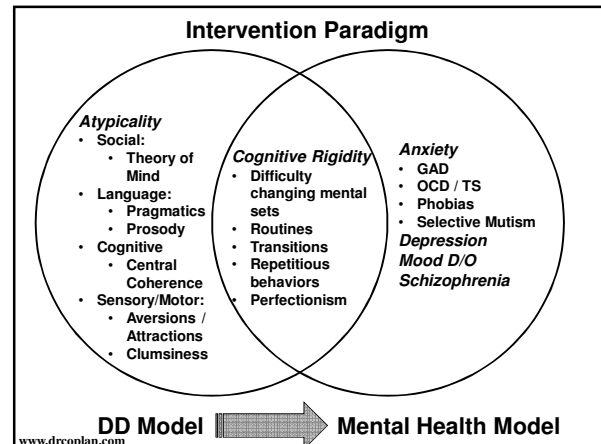 Intervention Paradigm
Atypicality
• Social:
• Theory of
Mind
• Language:
• Pragmatics
• Prosody
• Cognitive
• Central
Coherence
• Sensory/Motor:
• Aversions /
Attractions
• Clumsiness
Cognitive Rigidity
• Difficulty
changing mental
sets
• Routines
• Transitions
• Repetitious
behaviors
• Perfectionism
Anxiety
• GAD
• OCD / TS
• Phobias
• Selective Mutism
Depression
Mood D/O
Schizophrenia
DD Model
Mental Health Model
www.drcoplan.com